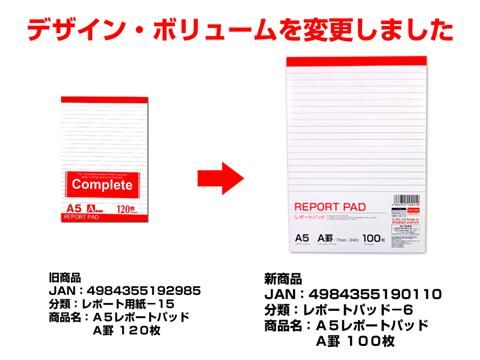 デザイン・ボリュームを変更しました
Complete
A5 A 120枚
REPORT PAD
REPORT PAD
レポートパッド
A5 A罫 7mm/24行 100枚
旧商品
JAN：4984355192985
分類：レポート用紙－15
商品名：A5レポートパッド
A罫 120枚
新商品
JAN：4984355190110
分類：レポートパッド－6
商品名：A5レポートパッド
A罫 100枚